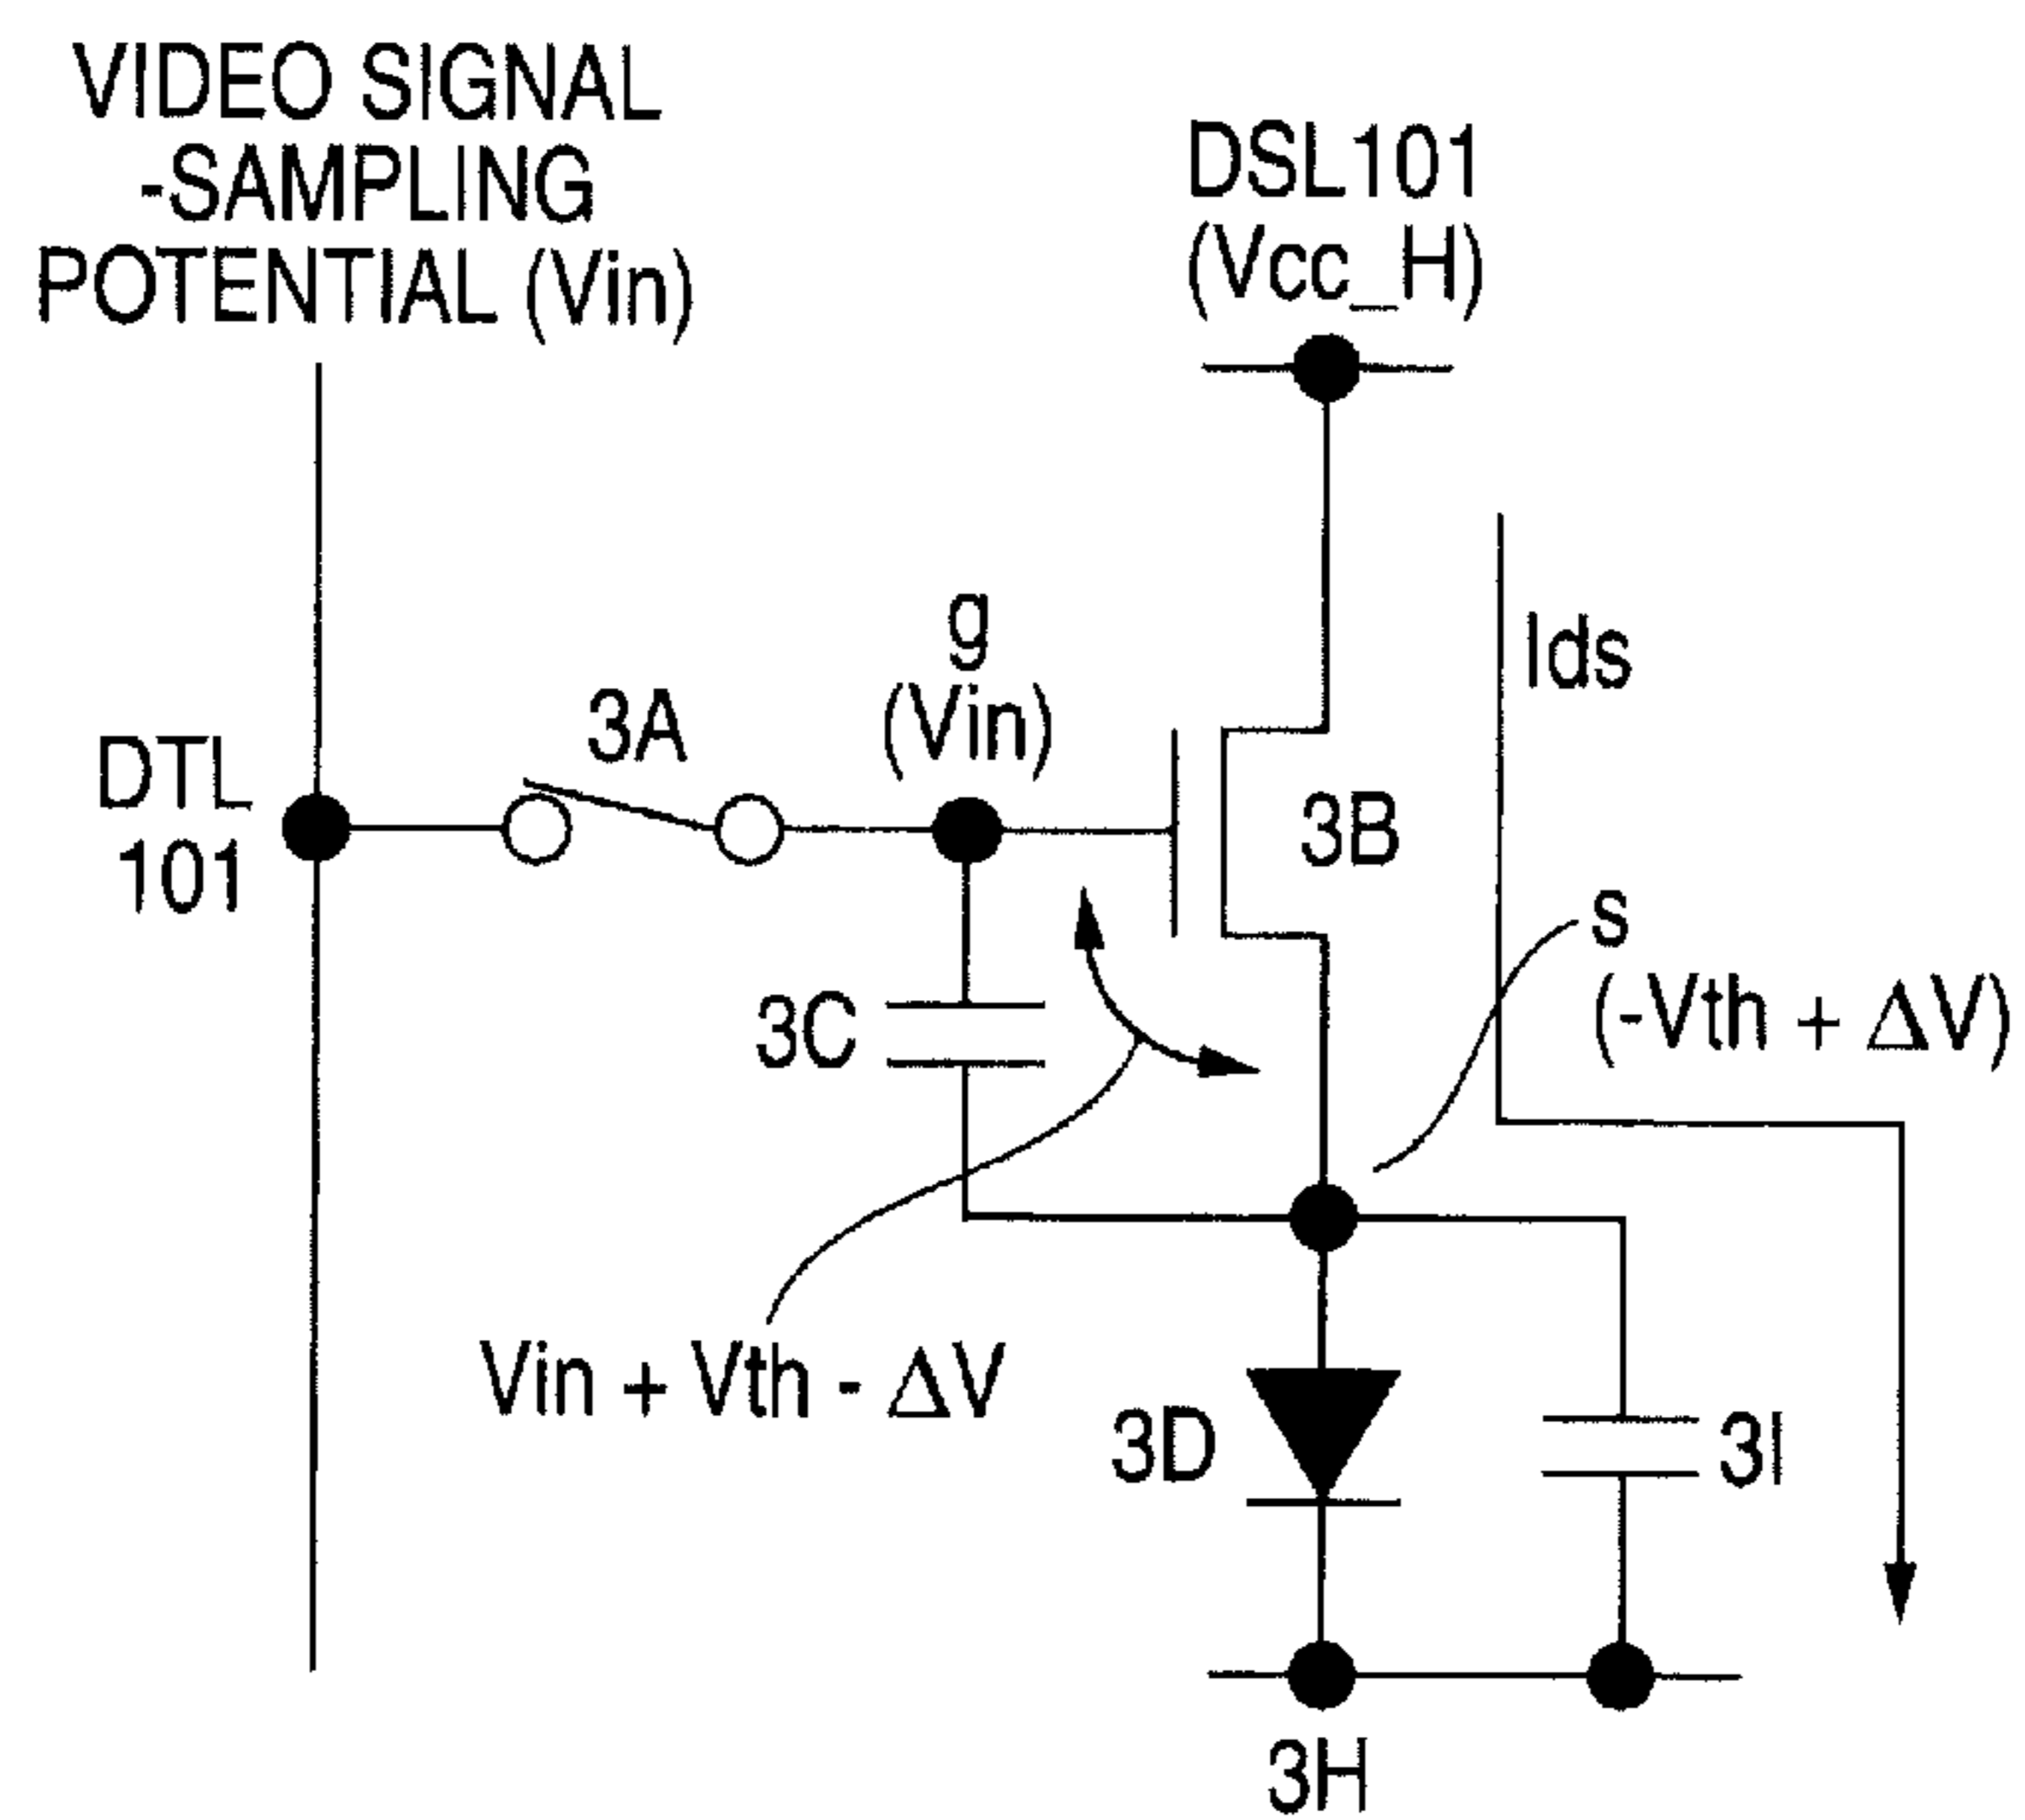 VIDEO SIGNAL
-SAMPLING
POTENTIAL (Vin)
DSL101
(Vcc_H)
Ids
g
(Vin)
3A
DTL
101
3B
s
(-Vth + ΔV)
3C
Vin + Vth - ΔV
3D
3I
3H